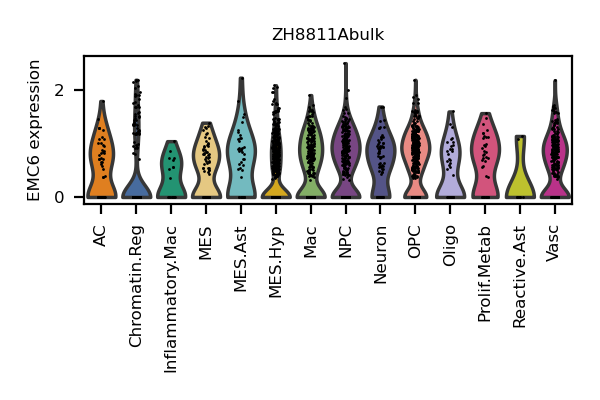 ZH8811Abulk
EMC6 expression
2
0
AC
Chromatin.Reg
Inflammatory.Mac
MES
MES.Ast
MES.Hyp
Mac
NPC
Neuron
OPC
Oligo
Prolif.Metab
Reactive.Ast
Vasc